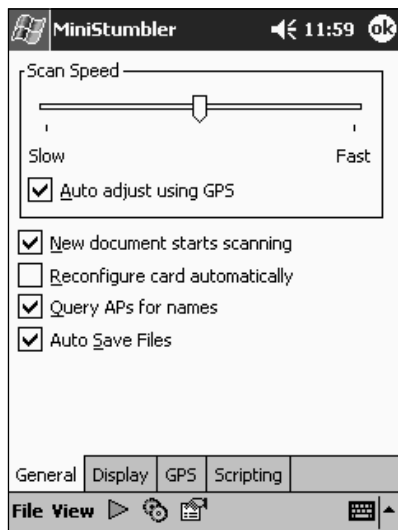 MiniStumbler 11:59 ok
Scan Speed
Slow Fast
Auto adjust using GPS
New document starts scanning
Reconfigure card automatically
Query APs for names
Auto Save Files
General Display GPS Scripting
File View